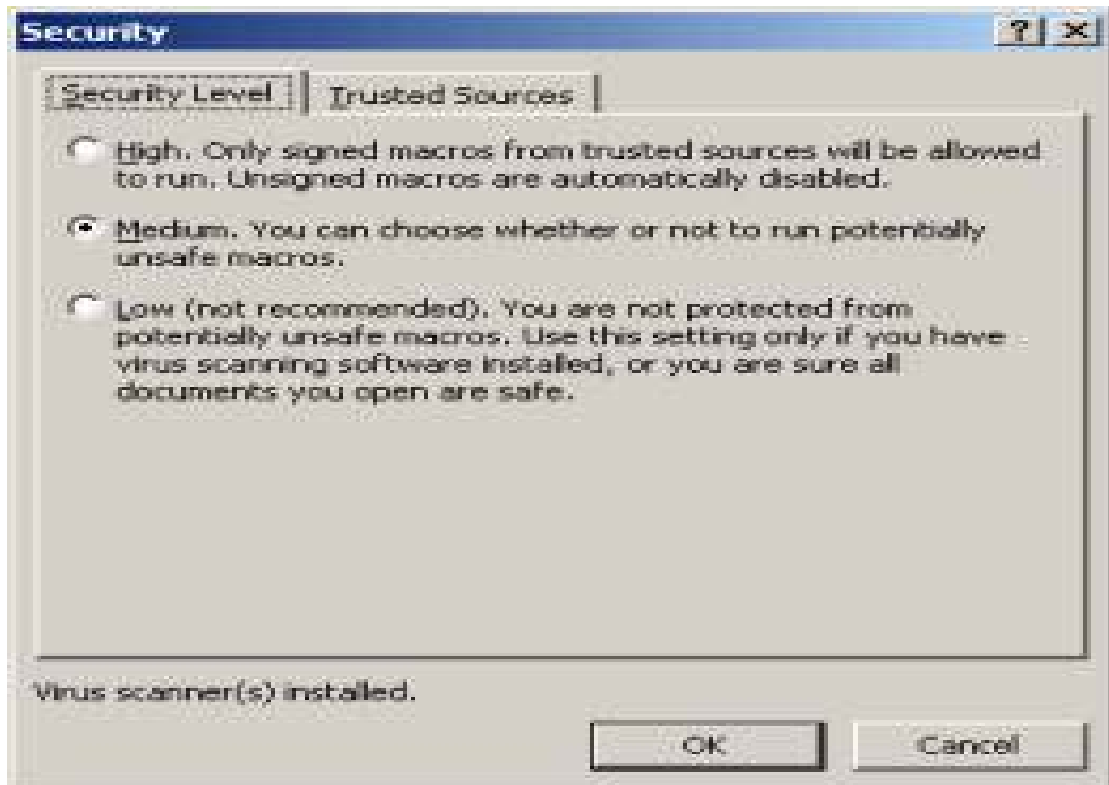 Security
Security Level
Trusted Sources
High. Only signed macros from trusted sources will be allowed
to run. Unsigned macros are automatically disabled.
Medium. You can choose whether or not to run potentially
unsafe macros.
Low (not recommended). You are not protected from
potentially unsafe macros. Use this setting only if you have
virus scanning software installed, or you are sure all
documents you open are safe.
Virus scanner(s) installed.
OK
Cancel